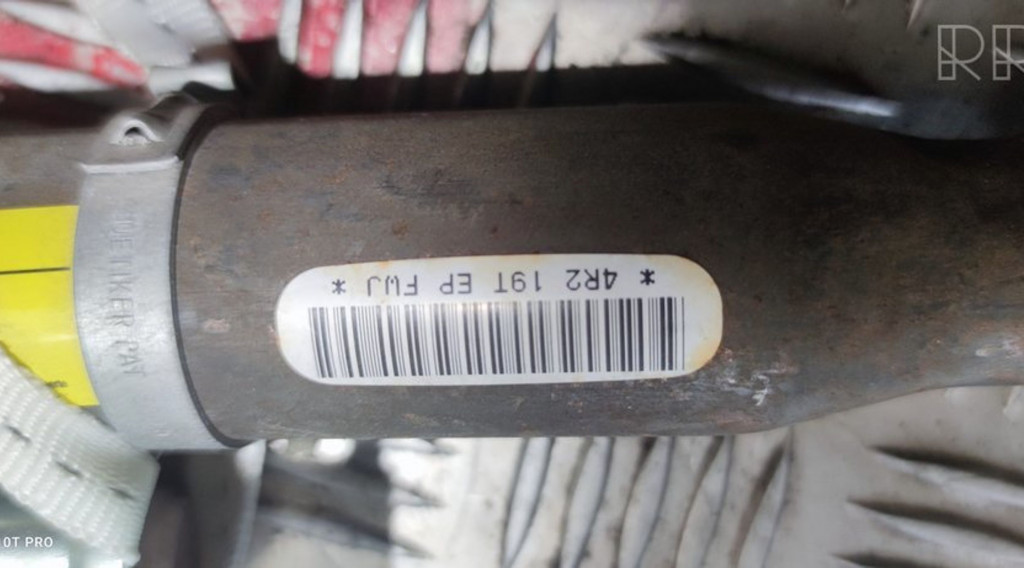 * 4R2 19T EP FWJ *
OETIKER PAT
RR
0T PRO